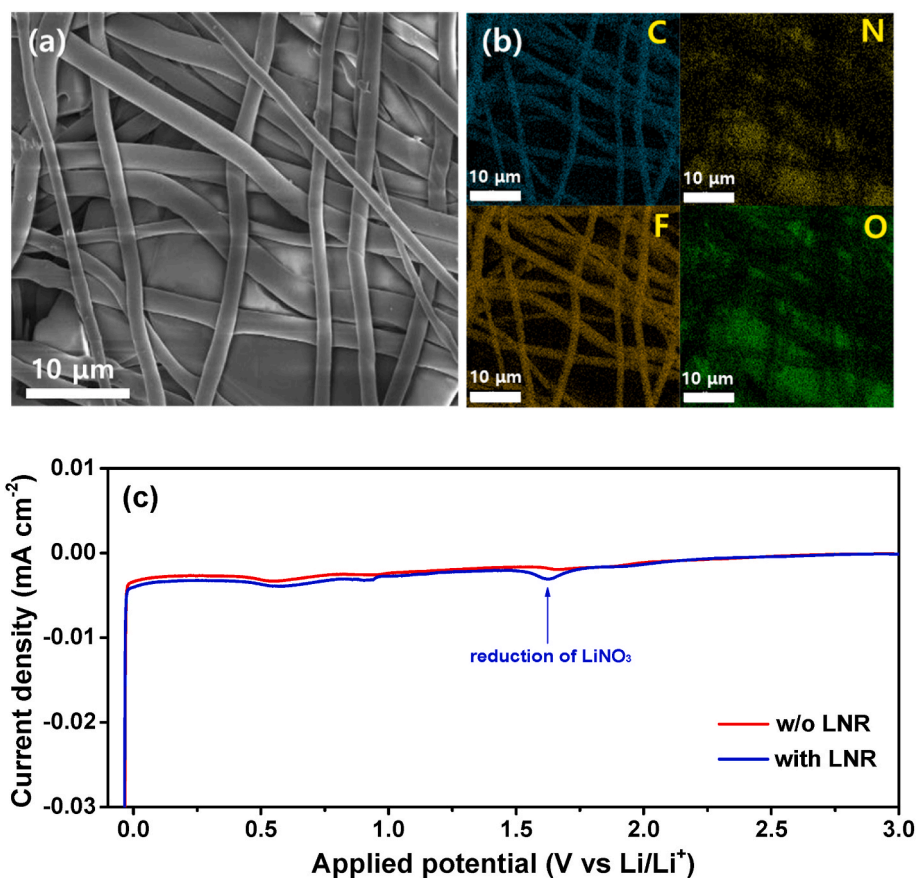 (a)
10 μm
(b)
C
N
10 μm
10 μm
F
O
10 μm
10 μm
(c)
0.01
0.00
-0.01
-0.02
-0.03
Current density (mA cm⁻²)
reduction of LiNO₃
w/o LNR
with LNR
0.0 0.5 1.0 1.5 2.0 2.5 3.0
Applied potential (V vs Li/Li⁺)